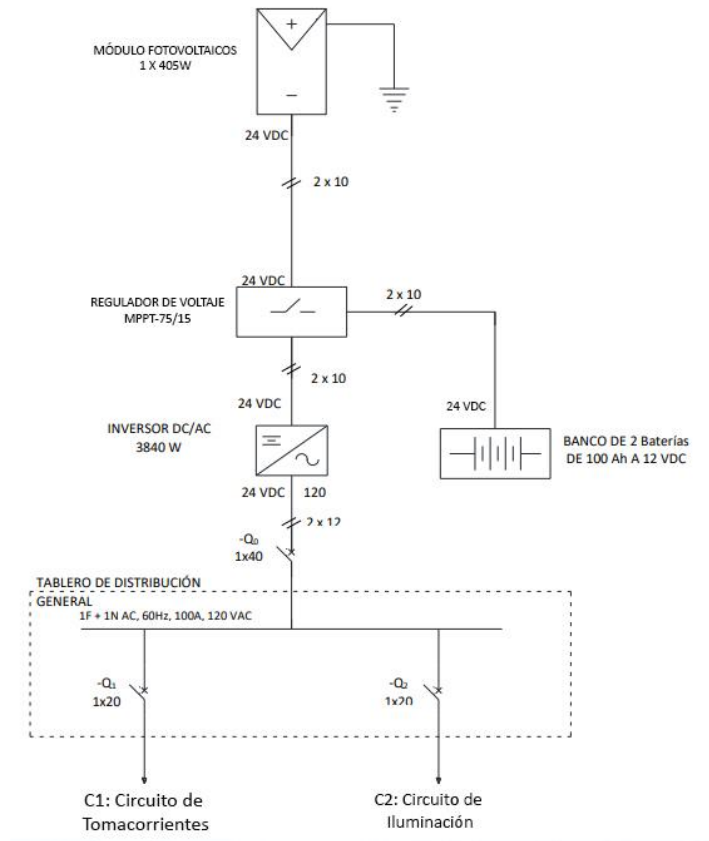 MÓDULO FOTOVOLTAICOS
1 X 405W
+
−
24 VDC
2 x 10
24 VDC
REGULADOR DE VOLTAJE
MPPT-75/15
2 x 10
2 x 10
24 VDC
24 VDC
INVERSOR DC/AC
3840 W
BANCO DE 2 Baterías
DE 100 Ah A 12 VDC
24 VDC
120
2 x 12
-Q₀
1x40
TABLERO DE DISTRIBUCIÓN
GENERAL
1F + 1N AC, 60Hz, 100A, 120 VAC
-Q₁
1x20
-Q₂
1x20
C1: Circuito de
Tomacorrientes
C2: Circuito de
Iluminación